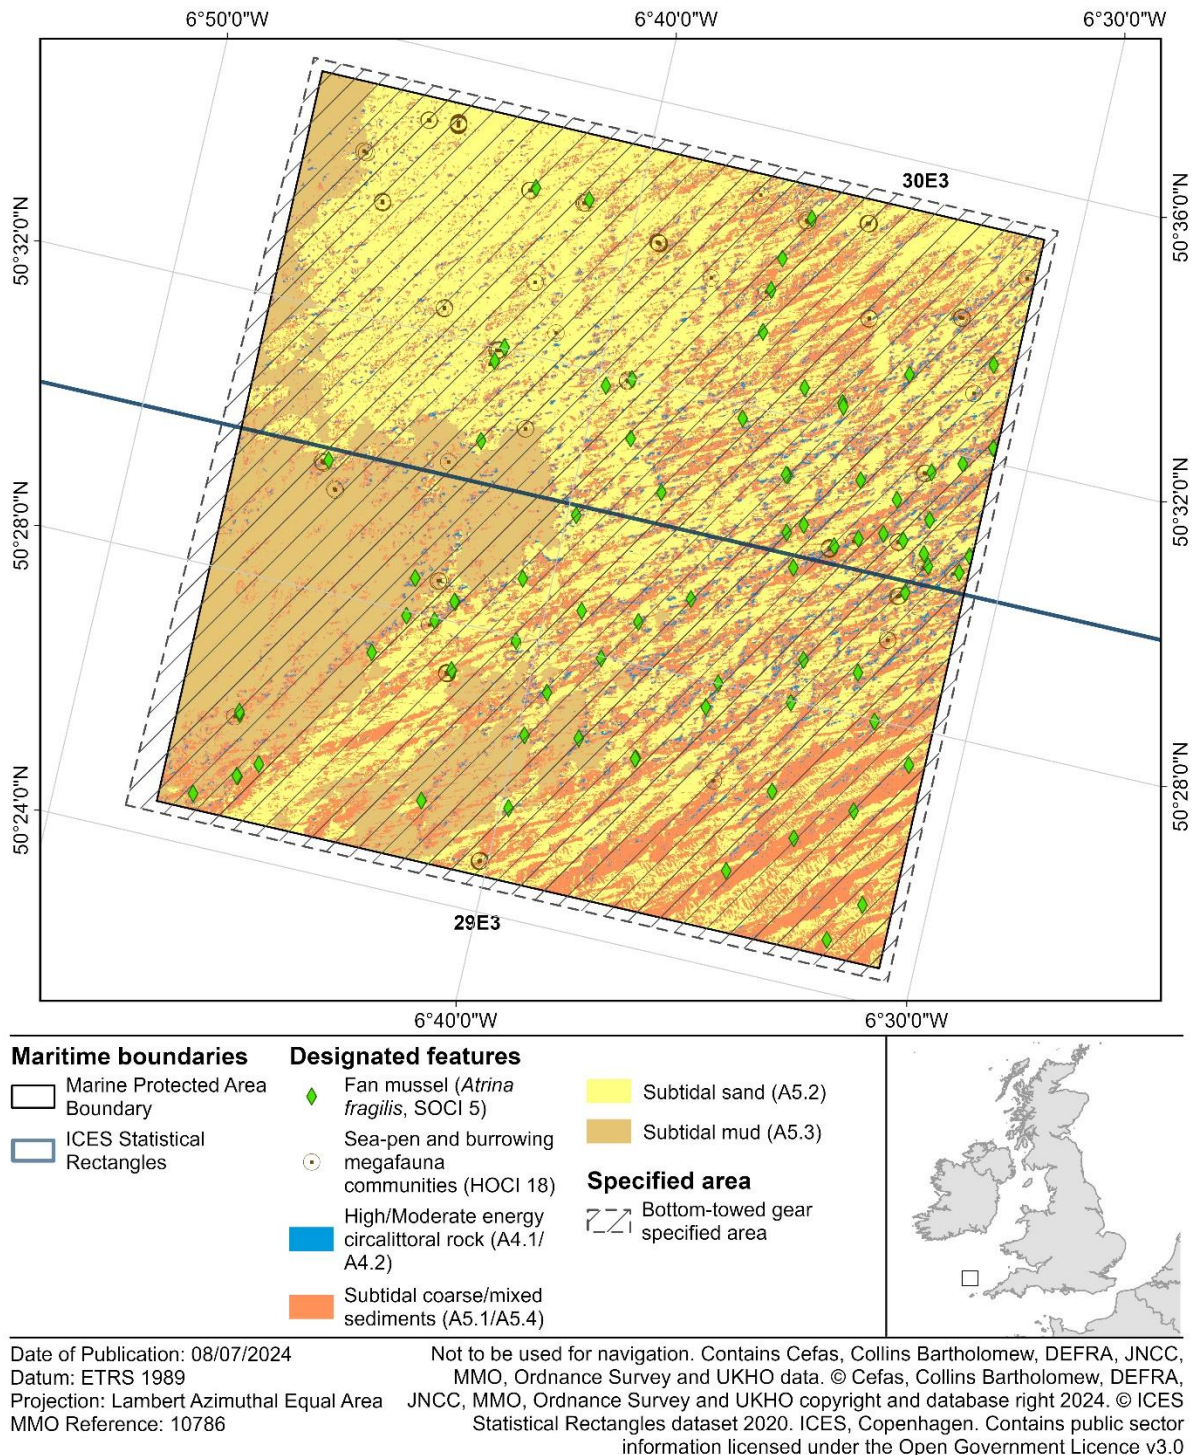 6°50'0"W
6°40'0"W
6°30'0"W
30E3
50°36'0"N
50°32'0"N
50°32'0"N
50°28'0"N
50°28'0"N
50°24'0"N
29E3
6°40'0"W
6°30'0"W
Maritime boundaries
Marine Protected Area
Boundary
ICES Statistical
Rectangles
Designated features
Fan mussel (Atrina
fragilis, SOCI 5)
Sea-pen and burrowing
megafauna
communities (HOCI 18)
High/Moderate energy
circalittoral rock (A4.1/
A4.2)
Subtidal coarse/mixed
sediments (A5.1/A5.4)
Subtidal sand (A5.2)
Subtidal mud (A5.3)
Specified area
Bottom-towed gear
specified area
Date of Publication: 08/07/2024
Datum: ETRS 1989
Projection: Lambert Azimuthal Equal Area
MMO Reference: 10786
Not to be used for navigation. Contains Cefas, Collins Bartholomew, DEFRA, JNCC,
MMO, Ordnance Survey and UKHO data. © Cefas, Collins Bartholomew, DEFRA,
JNCC, MMO, Ordnance Survey and UKHO copyright and database right 2024. © ICES
Statistical Rectangles dataset 2020. ICES, Copenhagen. Contains public sector
information licensed under the Open Government Licence v3.0